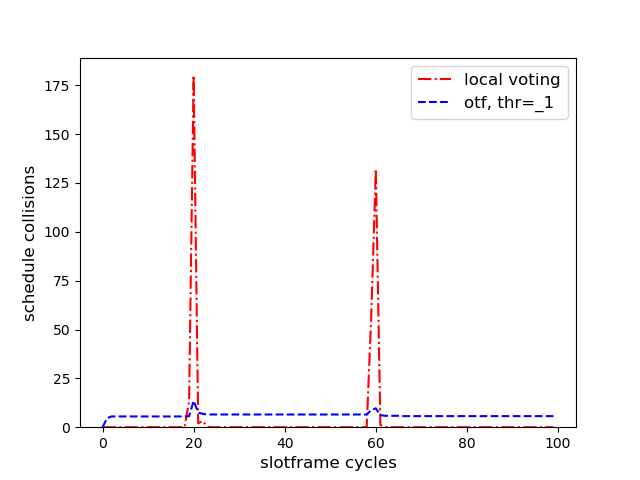 local voting
otf, thr=_1
schedule collisions
175
150
125
100
75
50
25
0
0 20 40 60 80 100
slotframe cycles